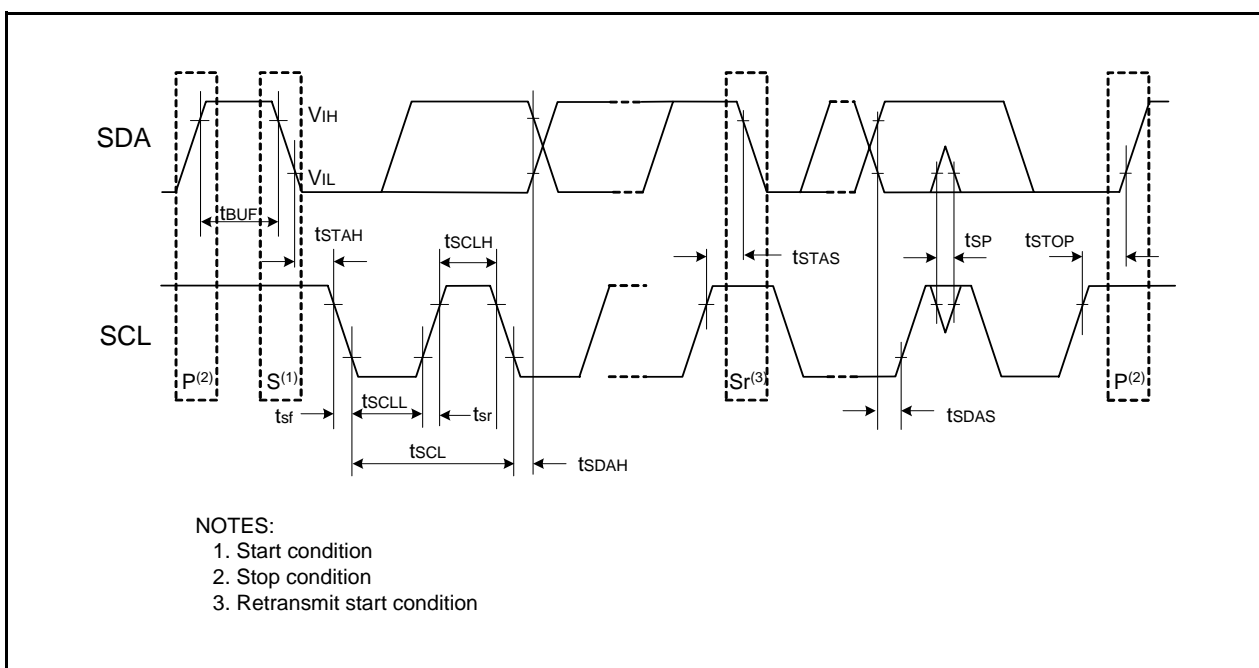 VIH
SDA
VIL
tBUF
tSTAH
tSCLH
tSTAS
tSP
tSTOP
SCL
P(2)
S(1)
Sr(3)
P(2)
tsf
tSCLL
tsr
tSDAS
tSCL
tSDAH
NOTES:
1. Start condition
2. Stop condition
3. Retransmit start condition